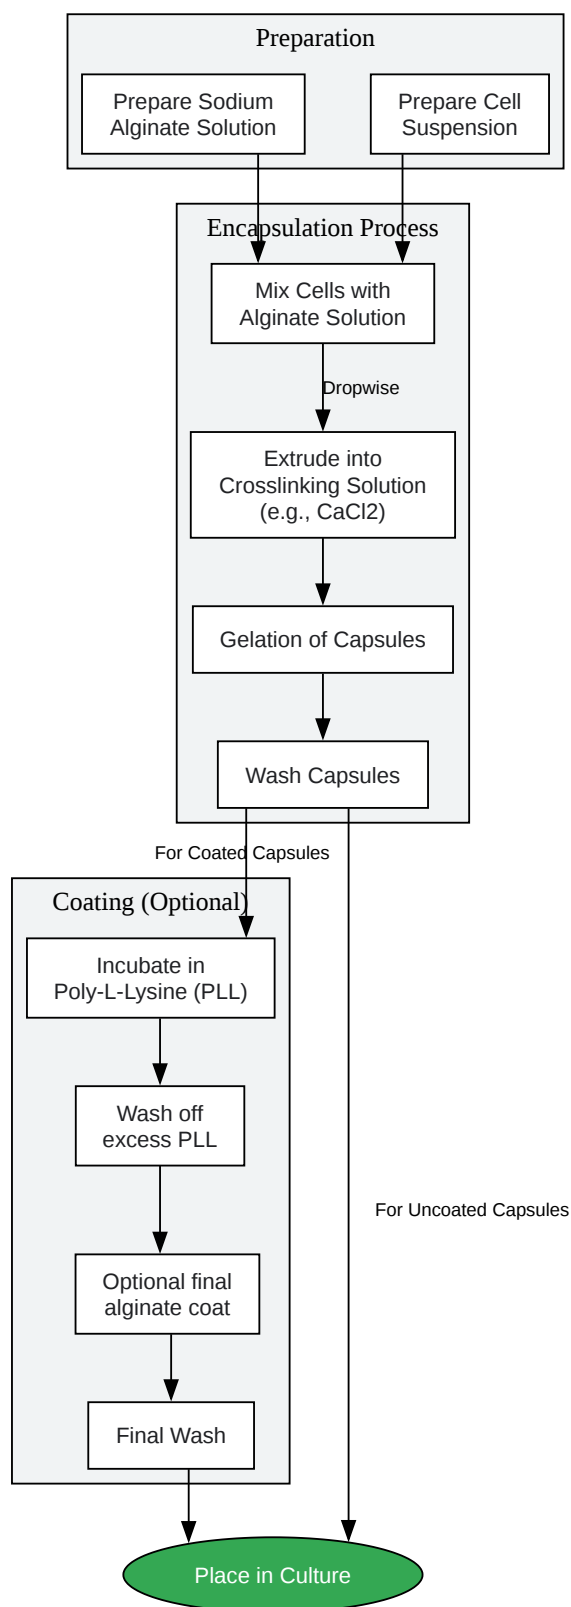 Preparation
Prepare Sodium
Alginate Solution
Prepare Cell
Suspension
Encapsulation Process
Mix Cells with
Alginate Solution
Dropwise
Extrude into
Crosslinking Solution
(e.g., CaCl2)
Gelation of Capsules
Wash Capsules
For Coated Capsules
Coating (Optional)
Incubate in
Poly-L-Lysine (PLL)
Wash off
excess PLL
For Uncoated Capsules
Optional final
alginate coat
Final Wash
Place in Culture